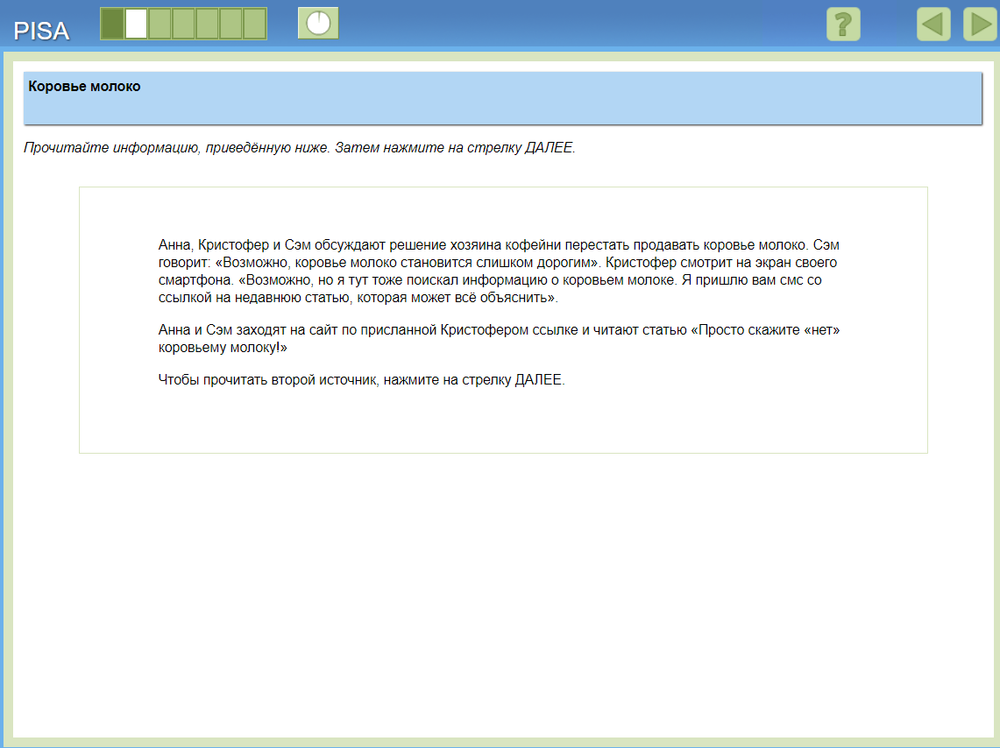 PISA
?
Коровье молоко
Прочитайте информацию, приведённую ниже. Затем нажмите на стрелку ДАЛЕЕ.
Анна, Кристофер и Сэм обсуждают решение хозяина кофейни перестать продавать коровье молоко. Сэм
говорит: «Возможно, коровье молоко становится слишком дорогим». Кристофер смотрит на экран своего
смартфона. «Возможно, но я тут тоже поискал информацию о коровьем молоке. Я пришлю вам смс со
ссылкой на недавнюю статью, которая может всё объяснить».
Анна и Сэм заходят на сайт по присланной Кристофером ссылке и читают статью «Просто скажите «нет»
коровьему молоку!»
Чтобы прочитать второй источник, нажмите на стрелку ДАЛЕЕ.